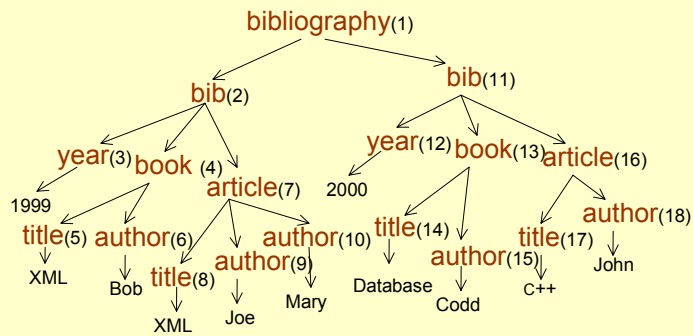 bibliography(1)
bib(2)
bib(11)
year(3)
book (4)
article(7)
year(12)
book(13)
article(16)
1999
2000
title(5)
author(6)
title(8)
author(9)
author(10)
title(14)
author(15)
title(17)
author(18)
XML
Bob
XML
Joe
Mary
Database
Codd
C++
John